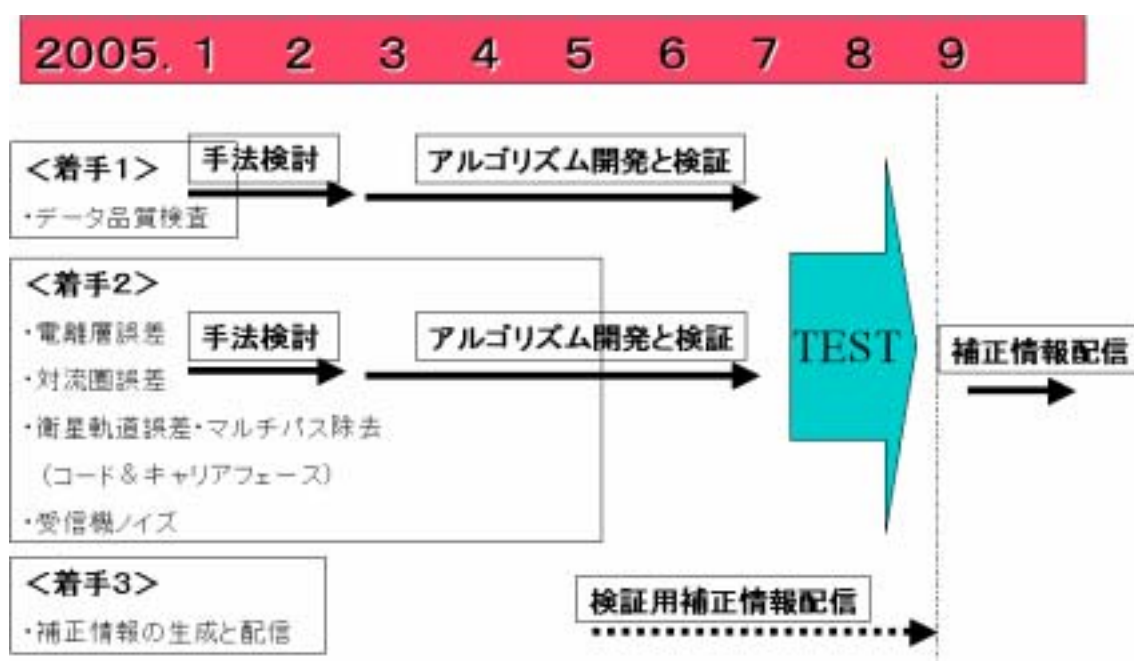 2005. 1 2 3 4 5 6 7 8 9
<着手1>
・データ品質検査
手法検討
アルゴリズム開発と検証
<着手2>
・電離層誤差
・対流圏誤差
・衛星軌道誤差・マルチパス除去
(コード&キャリアフェーズ)
・受信機ノイズ
手法検討
アルゴリズム開発と検証
TEST
補正情報配信
<着手3>
・補正情報の生成と配信
検証用補正情報配信